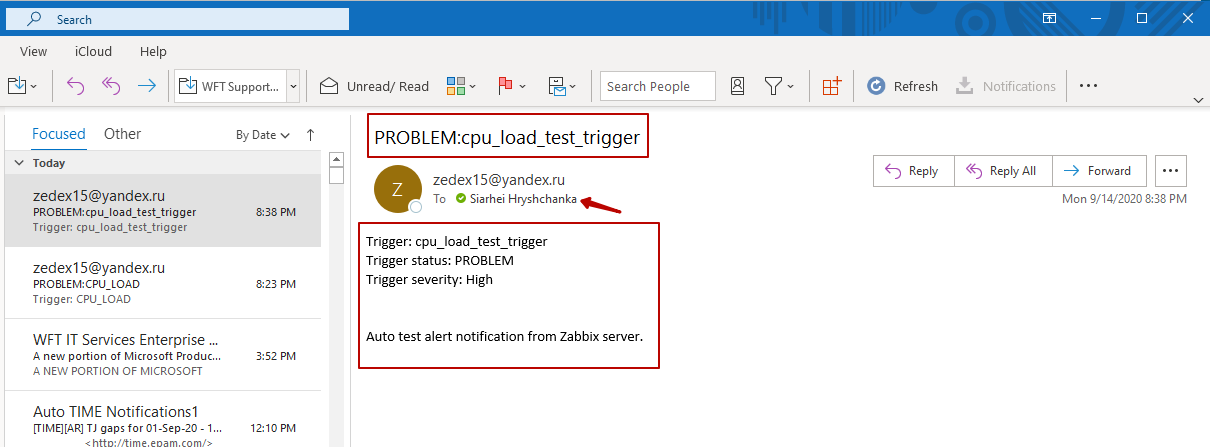 Search
View iCloud Help
WFT Support... Unread/ Read Search People Refresh Notifications
Focused Other By Date
Today
zedex15@yandex.ru
PROBLEM:cpu_load_test_trigger 8:38 PM
Trigger: cpu_load_test_trigger
zedex15@yandex.ru
PROBLEM:CPU_LOAD 8:23 PM
Trigger: CPU_LOAD
WFT IT Services Enterprise ...
A new portion of Microsoft Produc... 3:52 PM
A NEW PORTION OF MICROSOFT
Auto TIME Notifications1
[TIME][AR] TJ gaps for 01-Sep-20 - 1... 12:10 PM
<http://time.epam.com/>
PROBLEM:cpu_load_test_trigger
Z
zedex15@yandex.ru
To Siarhei Hryshchanka
Reply Reply All Forward
Mon 9/14/2020 8:38 PM
Trigger: cpu_load_test_trigger
Trigger status: PROBLEM
Trigger severity: High
Auto test alert notification from Zabbix server.